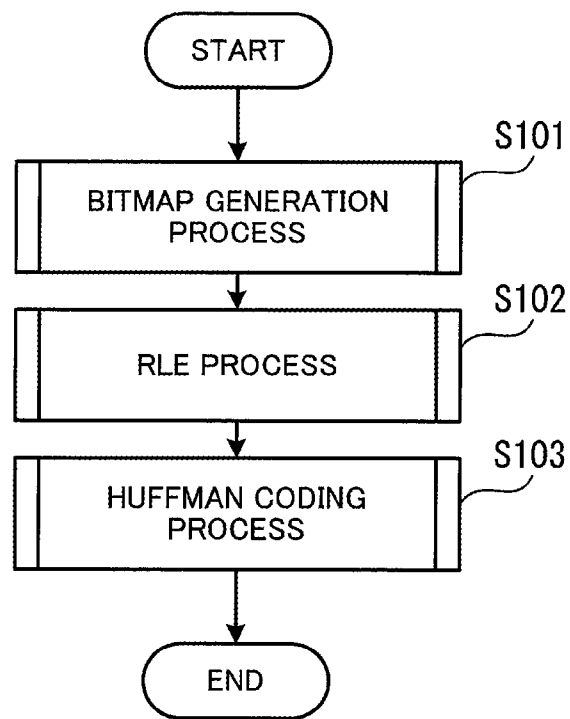 START
S101
BITMAP GENERATION
PROCESS
S102
RLE PROCESS
S103
HUFFMAN CODING
PROCESS
END